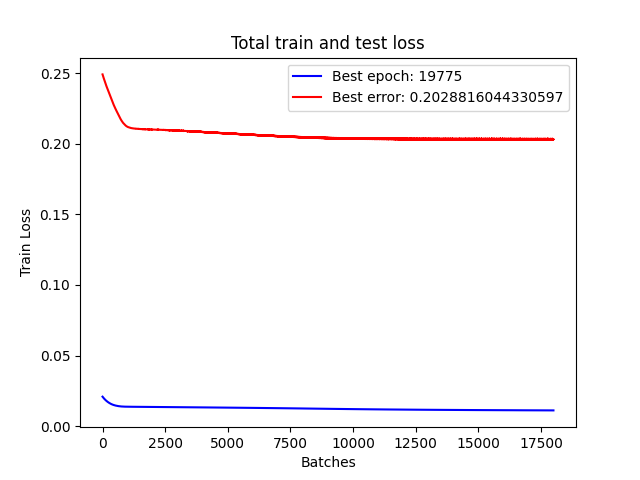 Total train and test loss
Best epoch: 19775
Best error: 0.2028816044330597
Train Loss
0.25
0.20
0.15
0.10
0.05
0.00
0 2500 5000 7500 10000 12500 15000 17500
Batches